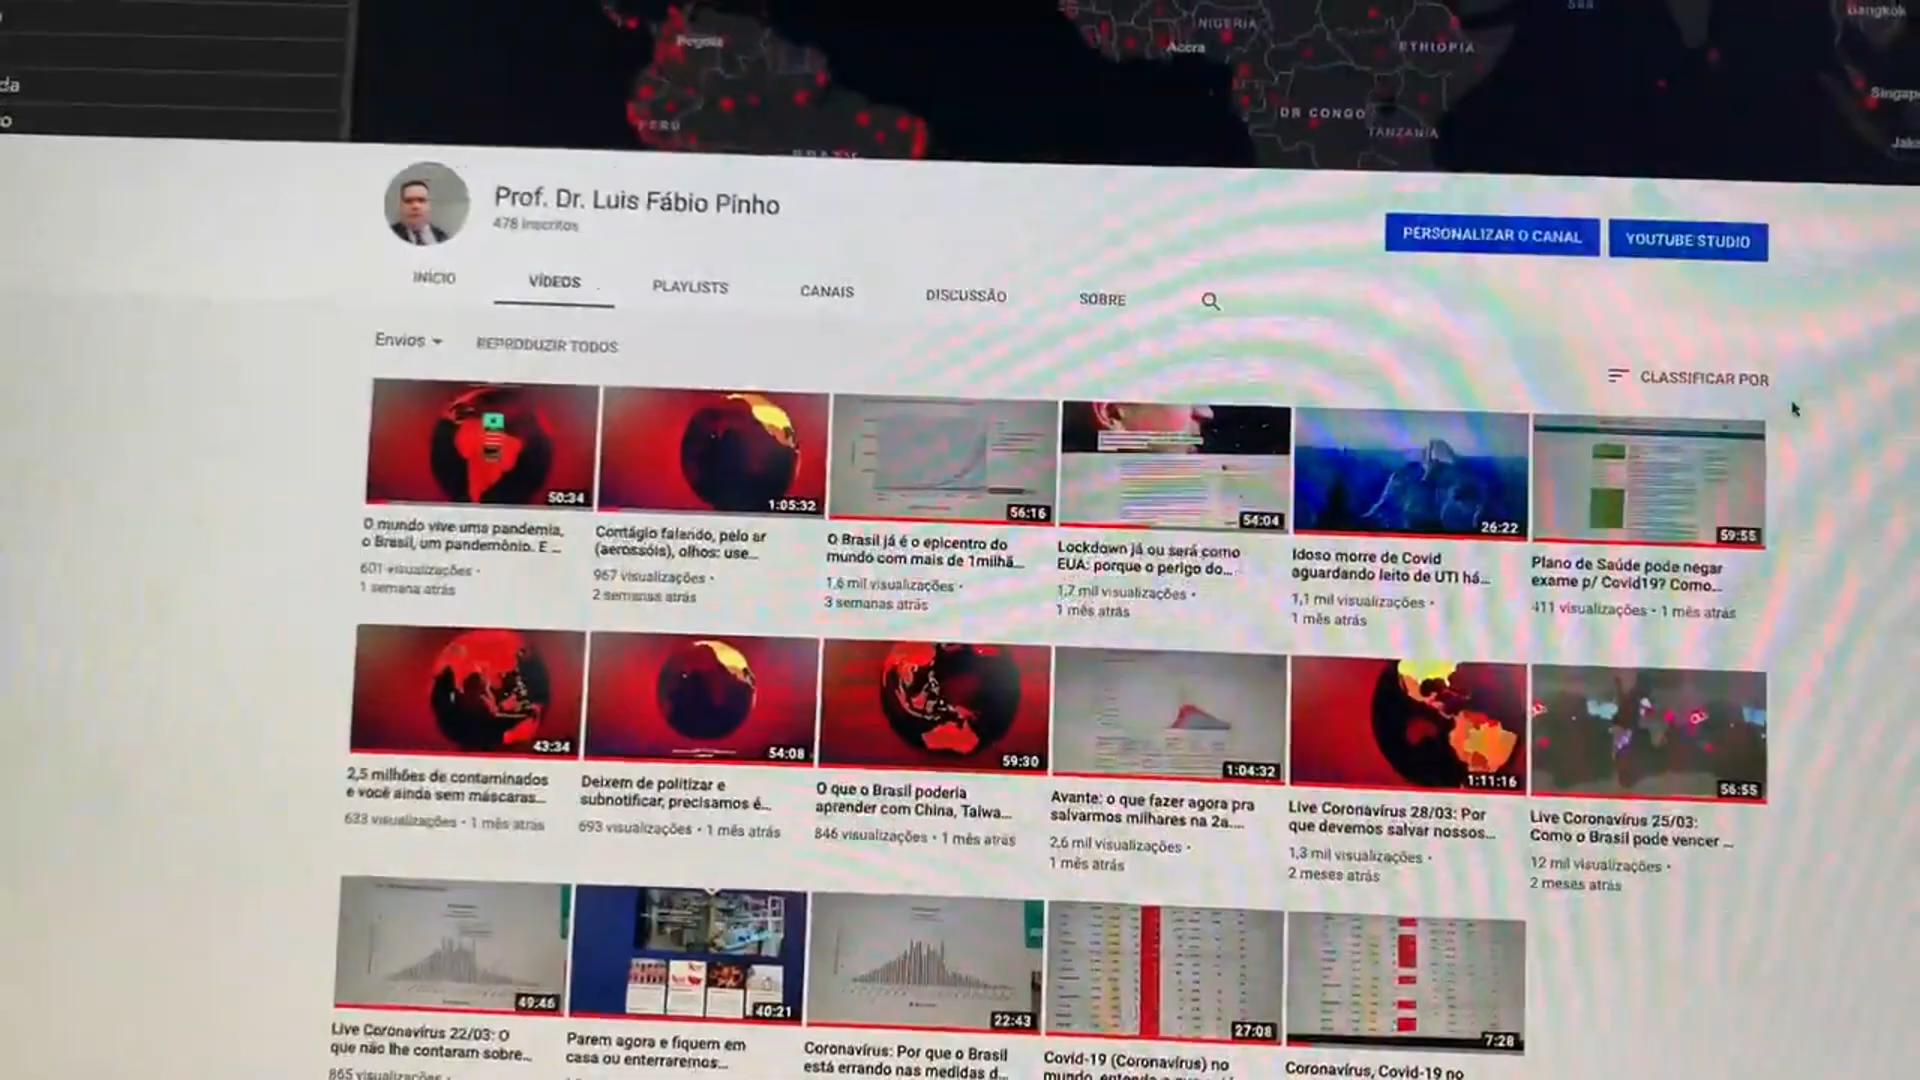 da
Bogota
NIGERIA
Accra
ETHIOPIA
Bangkok
PERU
BRAZIL
DR CONGO
TANZANIA
Prof. Dr. Luis Fábio Pinho
478 inscritos
PERSONALIZAR O CANAL
YOUTUBE STUDIO
INÍCIO
VÍDEOS
PLAYLISTS
CANAIS
DISCUSSÃO
SOBRE
Envios
REPRODUZIR TODOS
CLASSIFICAR POR
50:34
1:05:32
56:16
54:04
26:22
59:55
O mundo vive uma pandemia,
o Brasil, um pandemônio. E ...
601 visualizações •
1 semana atrás
Contágio falando, pelo ar
(aerossóis), olhos: use...
967 visualizações •
2 semanas atrás
O Brasil já é o epicentro do
mundo com mais de 1milhã...
1,6 mil visualizações •
3 semanas atrás
Lockdown já ou será como
EUA: porque o perigo do...
1,7 mil visualizações •
1 mês atrás
Idoso morre de Covid
aguardando leito de UTI há...
1,1 mil visualizações •
1 mês atrás
Plano de Saúde pode negar
exame p/ Covid19? Como...
411 visualizações • 1 mês atrás
43:34
54:08
59:30
1:04:32
1:11:16
56:55
2,5 milhões de contaminados
e você ainda sem máscaras...
633 visualizações • 1 mês atrás
Deixem de politizar e
subnotificar, precisamos é...
693 visualizações • 1 mês atrás
O que o Brasil poderia
aprender com China, Taiwa...
846 visualizações • 1 mês atrás
Avante: o que fazer agora pra
salvarmos milhares na 2a....
2,6 mil visualizações •
1 mês atrás
Live Coronavírus 28/03: Por
que devemos salvar nossos...
1,3 mil visualizações •
2 meses atrás
Live Coronavírus 25/03:
Como o Brasil pode vencer ...
12 mil visualizações •
2 meses atrás
49:46
40:21
22:43
27:08
7:28
Live Coronavírus 22/03: O
que não lhe contaram sobre...
865 visualizações •
Parem agora e fiquem em
casa ou enterraremos...
Coronavírus: Por que o Brasil
está errando nas medidas d...
Covid-19 (Coronavírus) no
mundo, entenda
Coronavírus, Covid-19 no